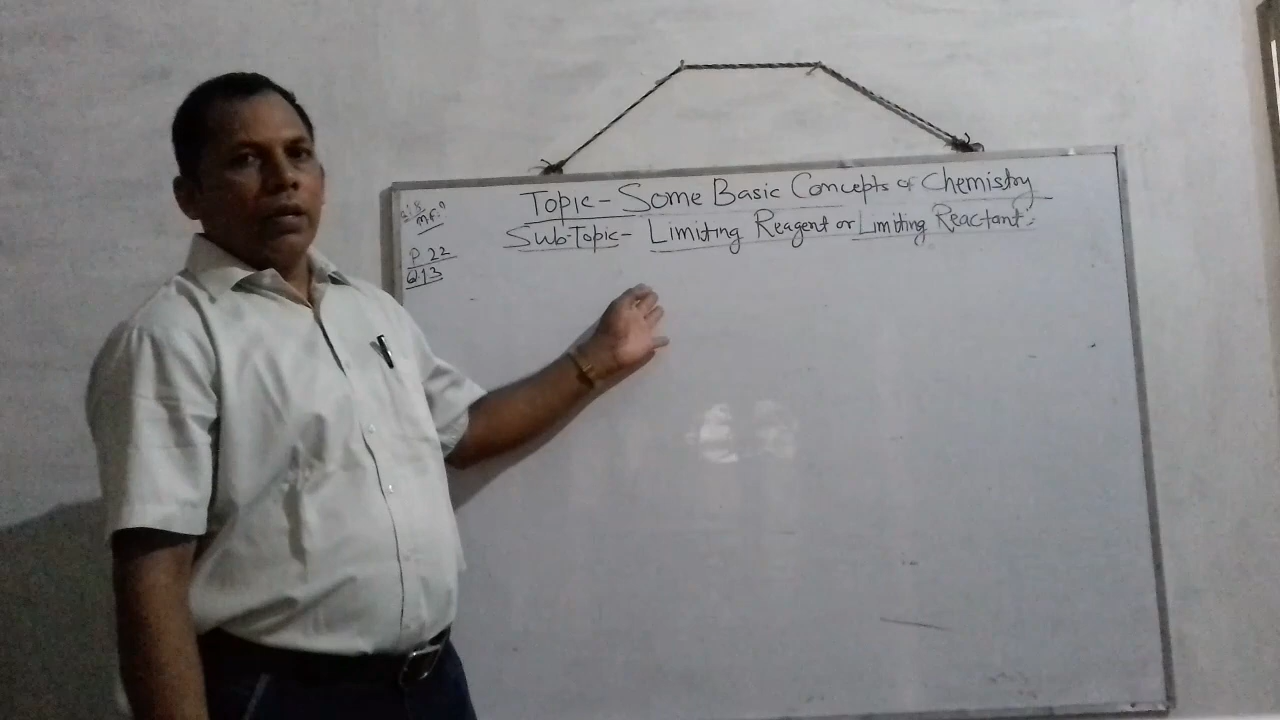 Topic - Some Basic Concepts of Chemistry
Sub-Topic - Limiting Reagent or Limiting Reactant :-
P 22
Q13